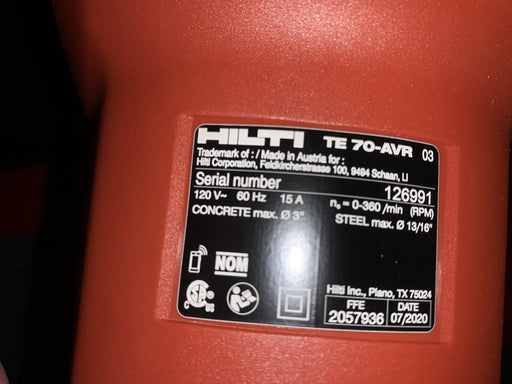 HILTI TE 70-AVR 03
Trademark of : / Made in Austria for :
Hilti Corporation, Feldkircherstrasse 100, 9494 Schaan, LI
Serial number 126991
120 V~ 60 Hz 15 A n₀ = 0-360 /min (RPM)
CONCRETE max. Ø 3" STEEL max. Ø 13/16"
NOM
Hilti Inc., Plano, TX 75024
C US
FFE DATE
2057936 07/2020